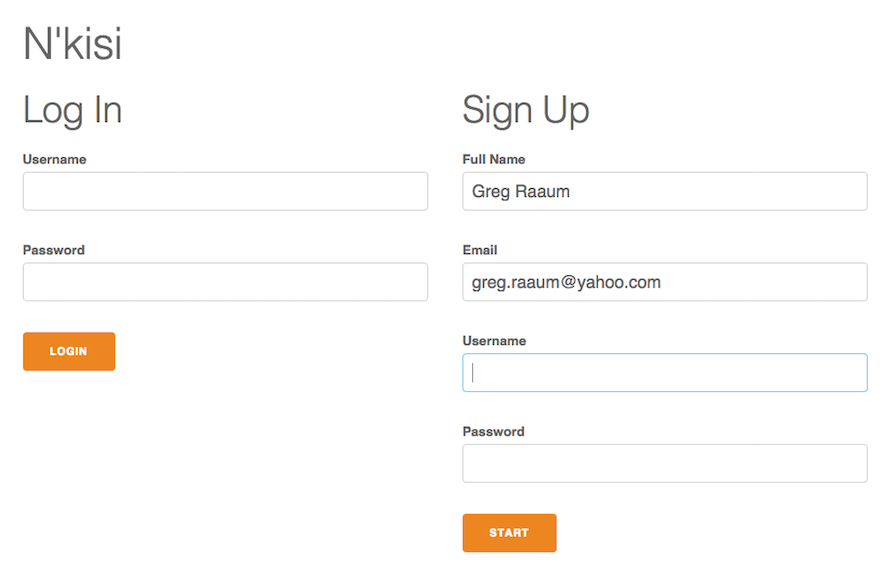 N'kisi
Log In
Username
Password
LOGIN
Sign Up
Full Name
Greg Raaum
Email
greg.raaum@yahoo.com
Username
Password
START